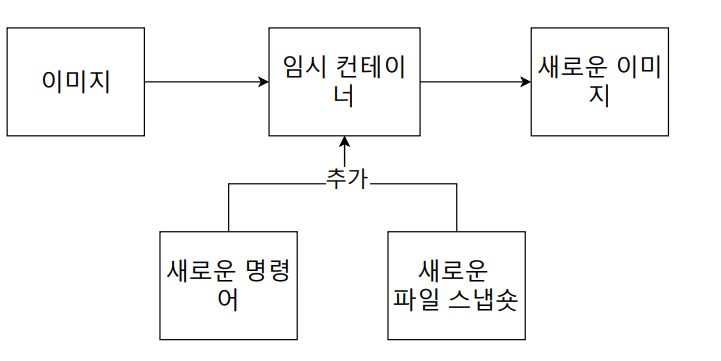 이미지
임시 컨테이
너
새로운 이미
지
추가
새로운 명령
어
새로운
파일 스냅숏